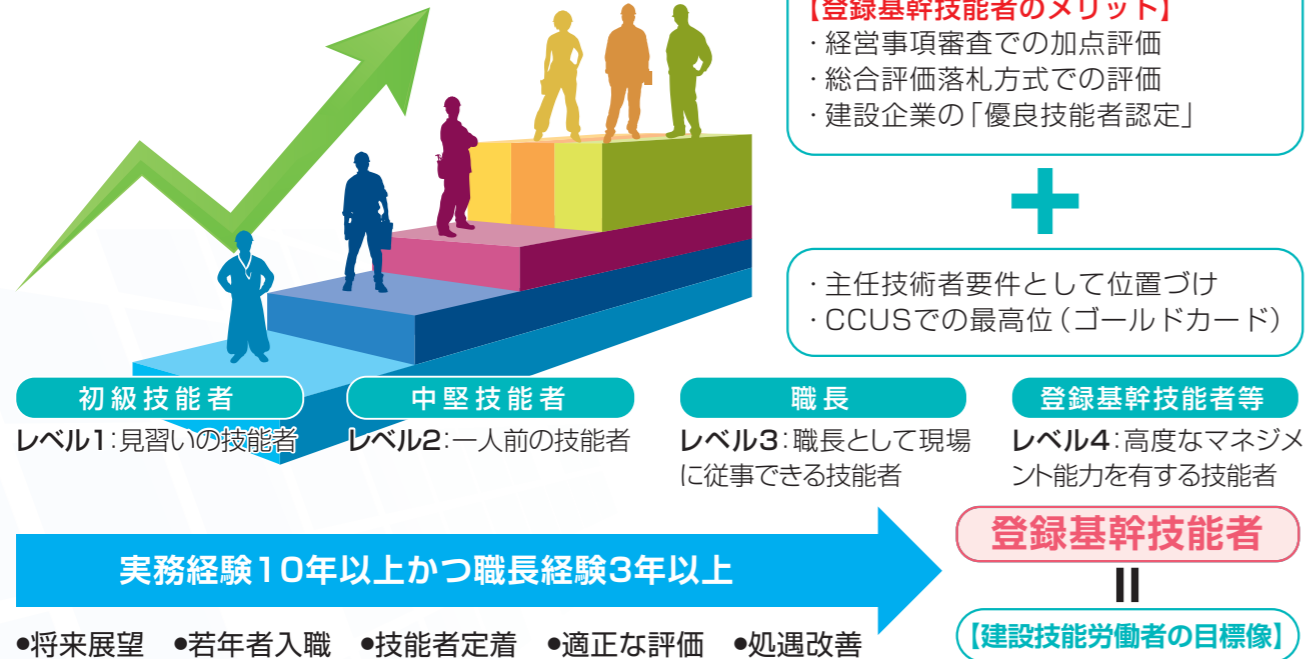 【登録基幹技能者のメリット】
・経営事項審査での加点評価
・総合評価落札方式での評価
・建設企業の「優良技能者認定」
+
・主任技術者要件として位置づけ
・CCUSでの最高位（ゴールドカード）
初級技能者
レベル1：見習いの技能者
中堅技能者
レベル2：一人前の技能者
職長
レベル3：職長として現場
に従事できる技能者
登録基幹技能者等
レベル4：高度なマネジメ
ント能力を有する技能者
実務経験10年以上かつ職長経験3年以上
登録基幹技能者
=
【建設技能労働者の目標像】
●将来展望 ●若年者入職 ●技能者定着 ●適正な評価 ●処遇改善